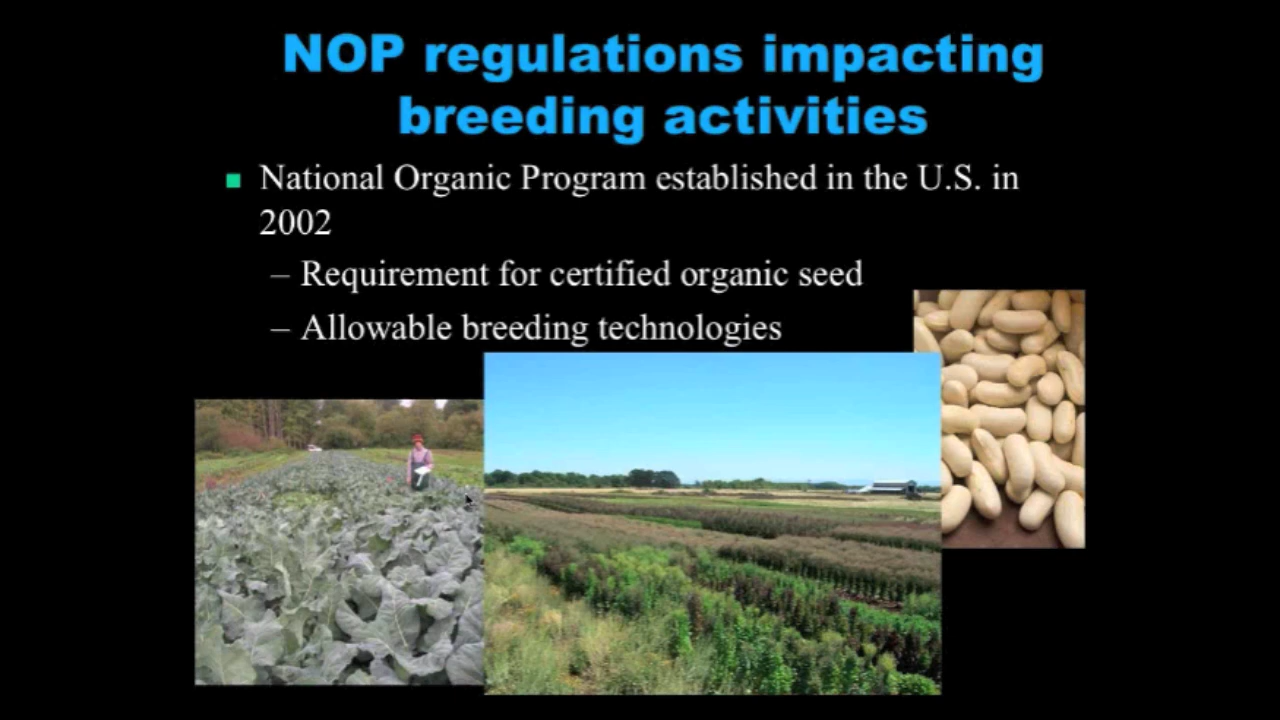 NOP regulations impacting
breeding activities
National Organic Program established in the U.S. in
2002
– Requirement for certified organic seed
– Allowable breeding technologies